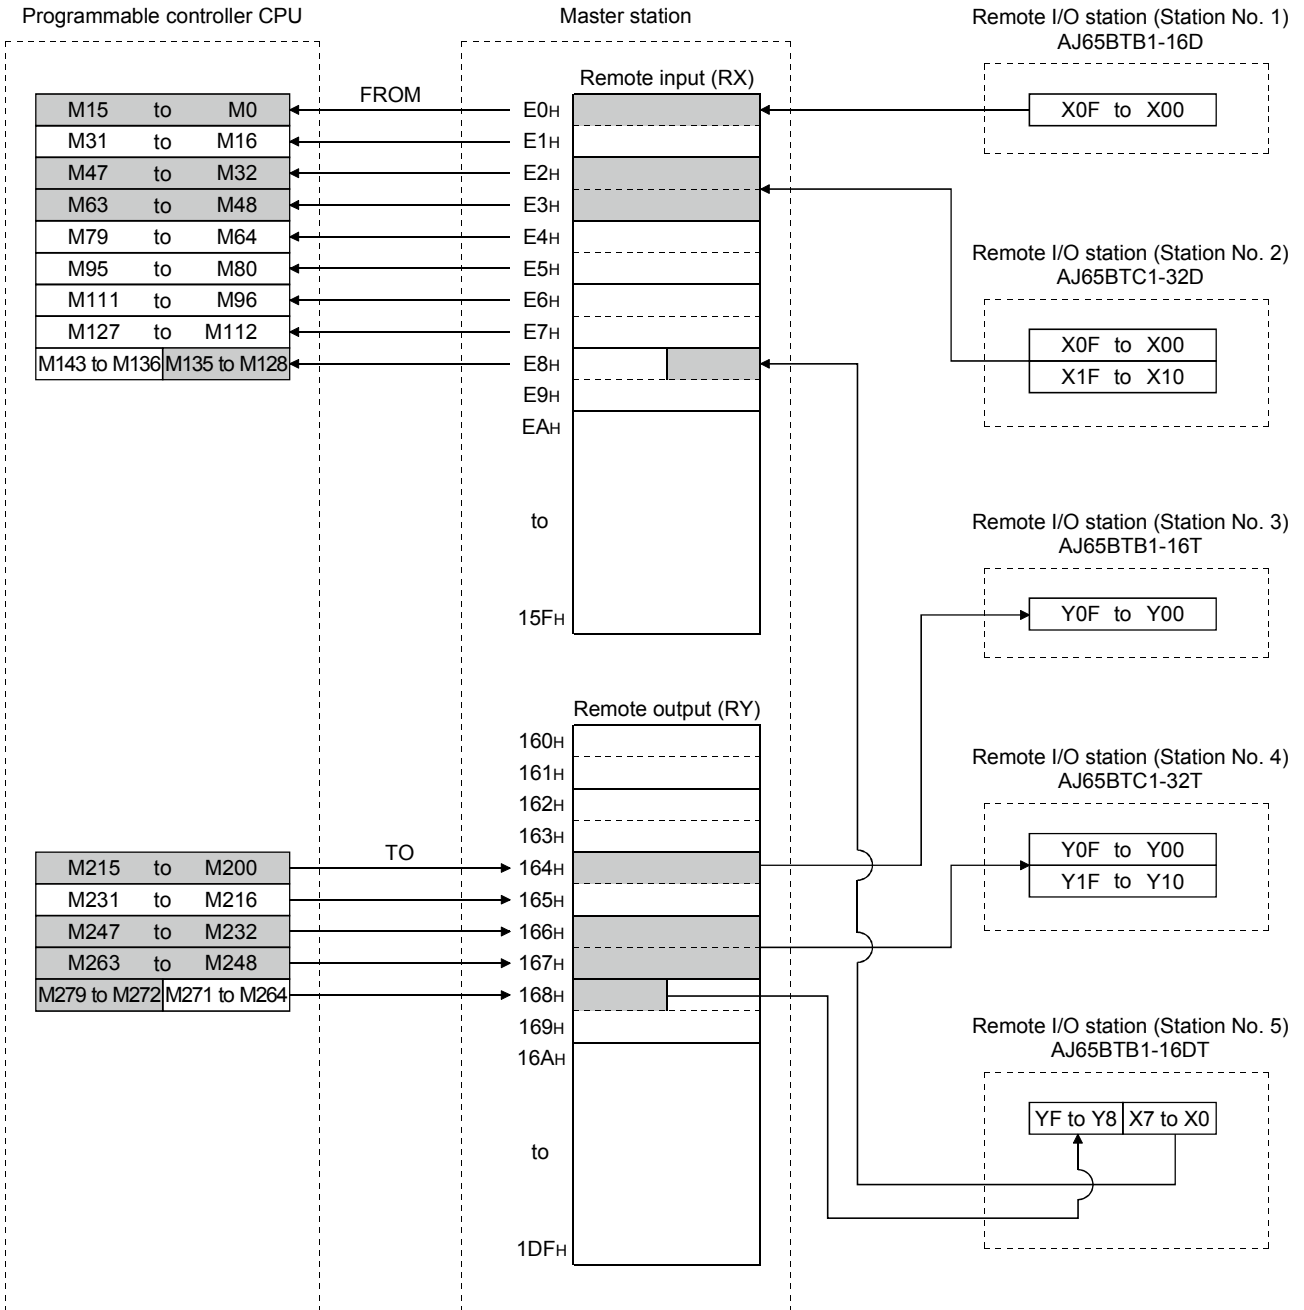 Programmable controller CPU
Master station
Remote I/O station (Station No. 1)
AJ65BTB1-16D
Remote input (RX)
FROM
M15 to M0
E0H
X0F to X00
M31 to M16
E1H
M47 to M32
E2H
M63 to M48
E3H
M79 to M64
E4H
M95 to M80
E5H
M111 to M96
E6H
M127 to M112
E7H
M143 to M136
M135 to M128
E8H
E9H
EAH
to
15FH
Remote I/O station (Station No. 2)
AJ65BTC1-32D
X0F to X00
X1F to X10
Remote I/O station (Station No. 3)
AJ65BTB1-16T
Y0F to Y00
Remote output (RY)
160H
161H
162H
163H
TO
M215 to M200
164H
M231 to M216
165H
M247 to M232
166H
M263 to M248
167H
M279 to M272
M271 to M264
168H
169H
16AH
to
1DFH
Remote I/O station (Station No. 4)
AJ65BTC1-32T
Y0F to Y00
Y1F to Y10
Remote I/O station (Station No. 5)
AJ65BTB1-16DT
YF to Y8
X7 to X0